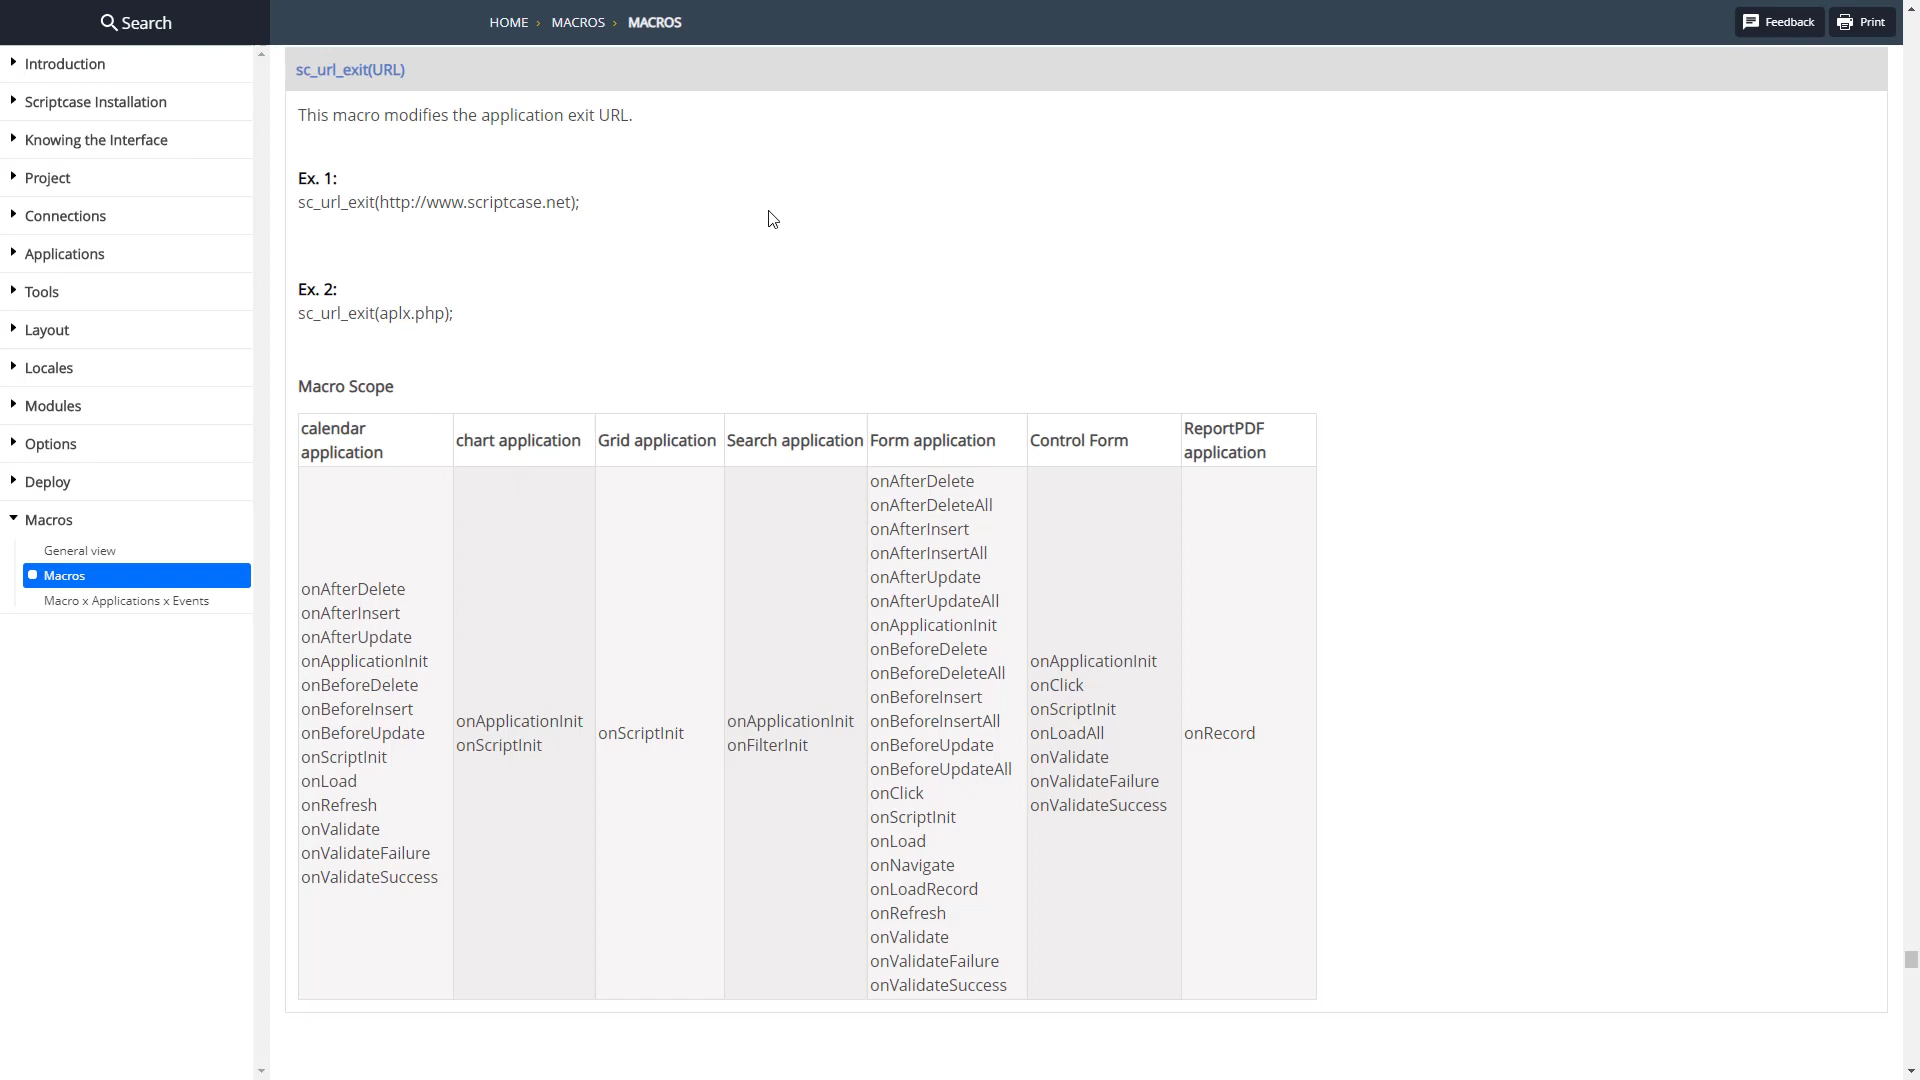 Search
HOME › MACROS › MACROS
Feedback
Print
Introduction
Scriptcase Installation
Knowing the Interface
Project
Connections
Applications
Tools
Layout
Locales
Modules
Options
Deploy
Macros
General view
Macros
Macro x Applications x Events
sc_url_exit(URL)
This macro modifies the application exit URL.
Ex. 1:
sc_url_exit(http://www.scriptcase.net);
Ex. 2:
sc_url_exit(aplx.php);
Macro Scope
calendar
application
chart application
Grid application
Search application
Form application
Control Form
ReportPDF
application
onAfterDelete
onAfterInsert
onAfterUpdate
onApplicationInit
onBeforeDelete
onBeforeInsert
onBeforeUpdate
onScriptInit
onLoad
onRefresh
onValidate
onValidateFailure
onValidateSuccess
onApplicationInit
onScriptInit
onScriptInit
onApplicationInit
onFilterInit
onAfterDelete
onAfterDeleteAll
onAfterInsert
onAfterInsertAll
onAfterUpdate
onAfterUpdateAll
onApplicationInit
onBeforeDelete
onBeforeDeleteAll
onBeforeInsert
onBeforeInsertAll
onBeforeUpdate
onBeforeUpdateAll
onClick
onScriptInit
onLoad
onNavigate
onLoadRecord
onRefresh
onValidate
onValidateFailure
onValidateSuccess
onApplicationInit
onClick
onScriptInit
onLoadAll
onValidate
onValidateFailure
onValidateSuccess
onRecord